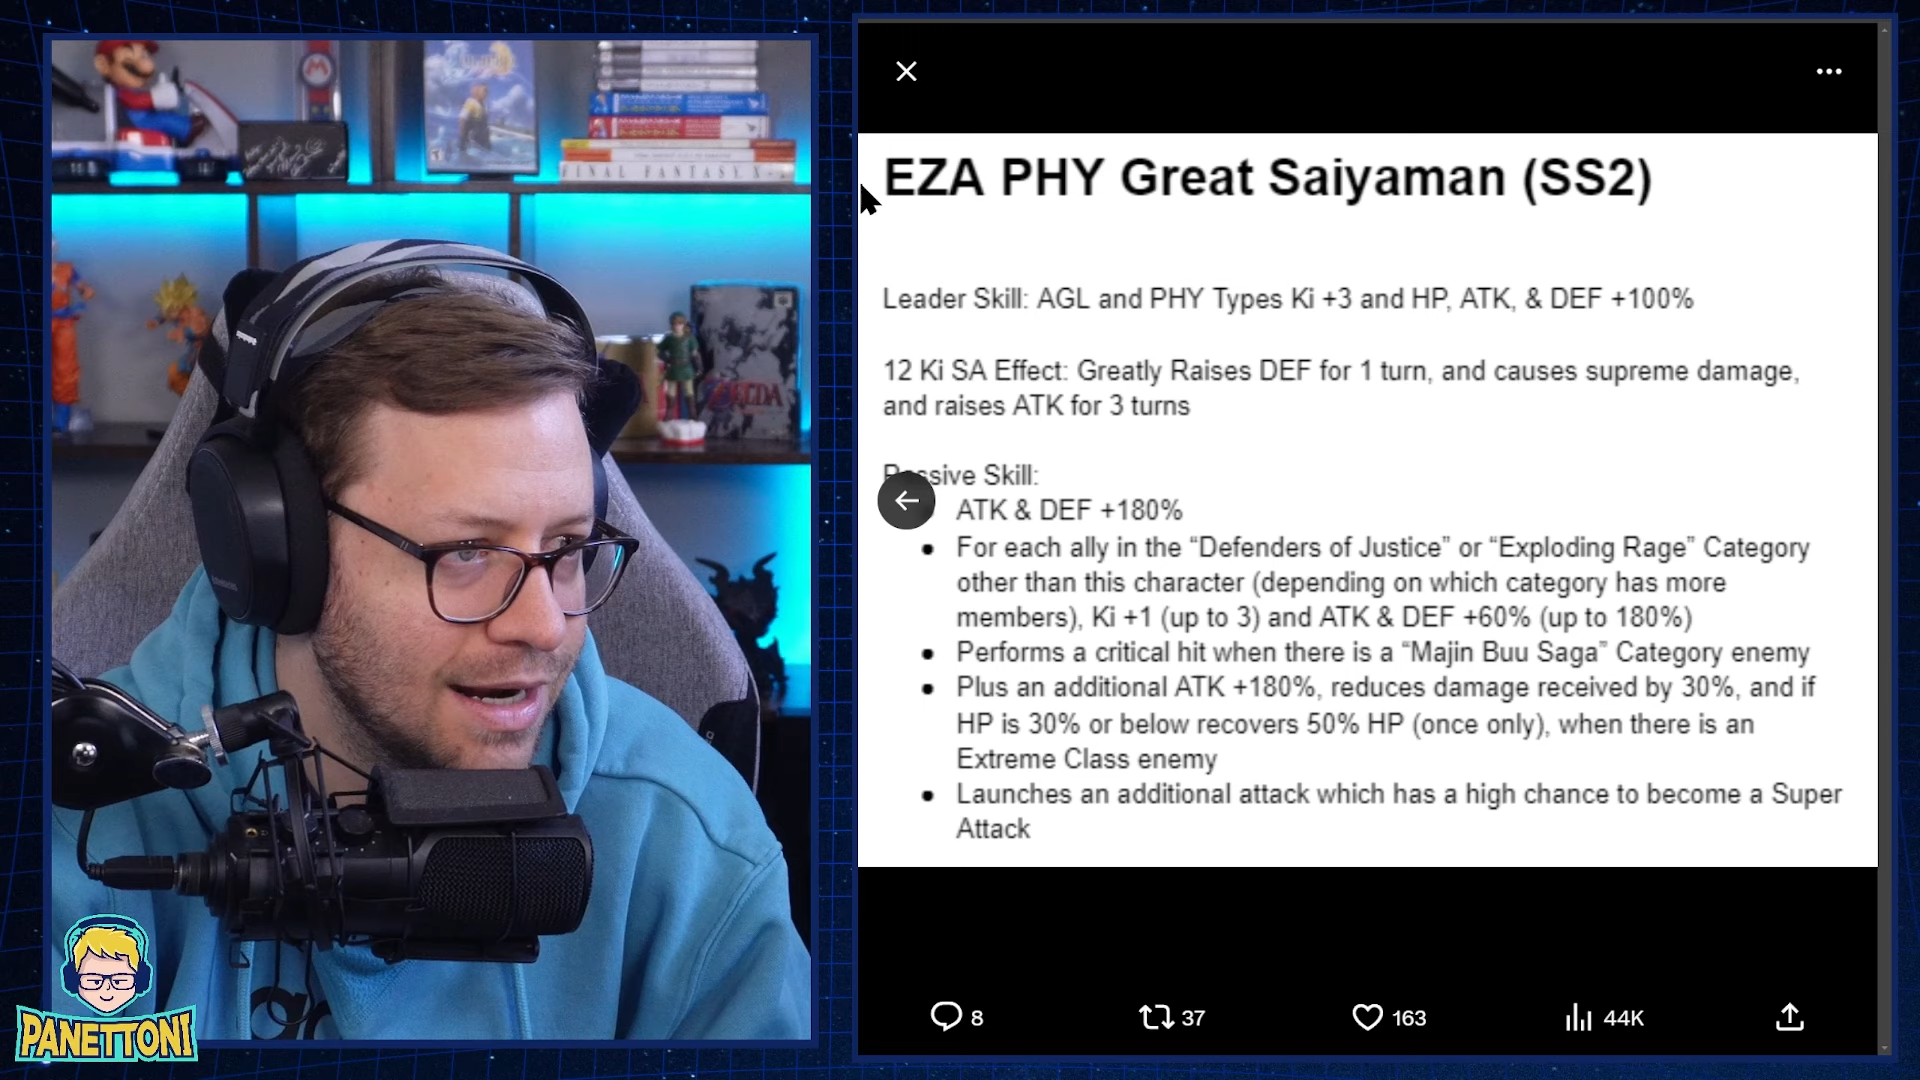 EZA PHY Great Saiyaman (SS2)
Leader Skill: AGL and PHY Types Ki +3 and HP, ATK, & DEF +100%
12 Ki SA Effect: Greatly Raises DEF for 1 turn, and causes supreme damage,
and raises ATK for 3 turns
Passive Skill:
ATK & DEF +180%
● For each ally in the “Defenders of Justice” or “Exploding Rage” Category
other than this character (depending on which category has more
members), Ki +1 (up to 3) and ATK & DEF +60% (up to 180%)
● Performs a critical hit when there is a “Majin Buu Saga” Category enemy
● Plus an additional ATK +180%, reduces damage received by 30%, and if
HP is 30% or below recovers 50% HP (once only), when there is an
Extreme Class enemy
● Launches an additional attack which has a high chance to become a Super
Attack
8
37
163
44K
FINAL FANTASY X
ZELDA
PANETTONI